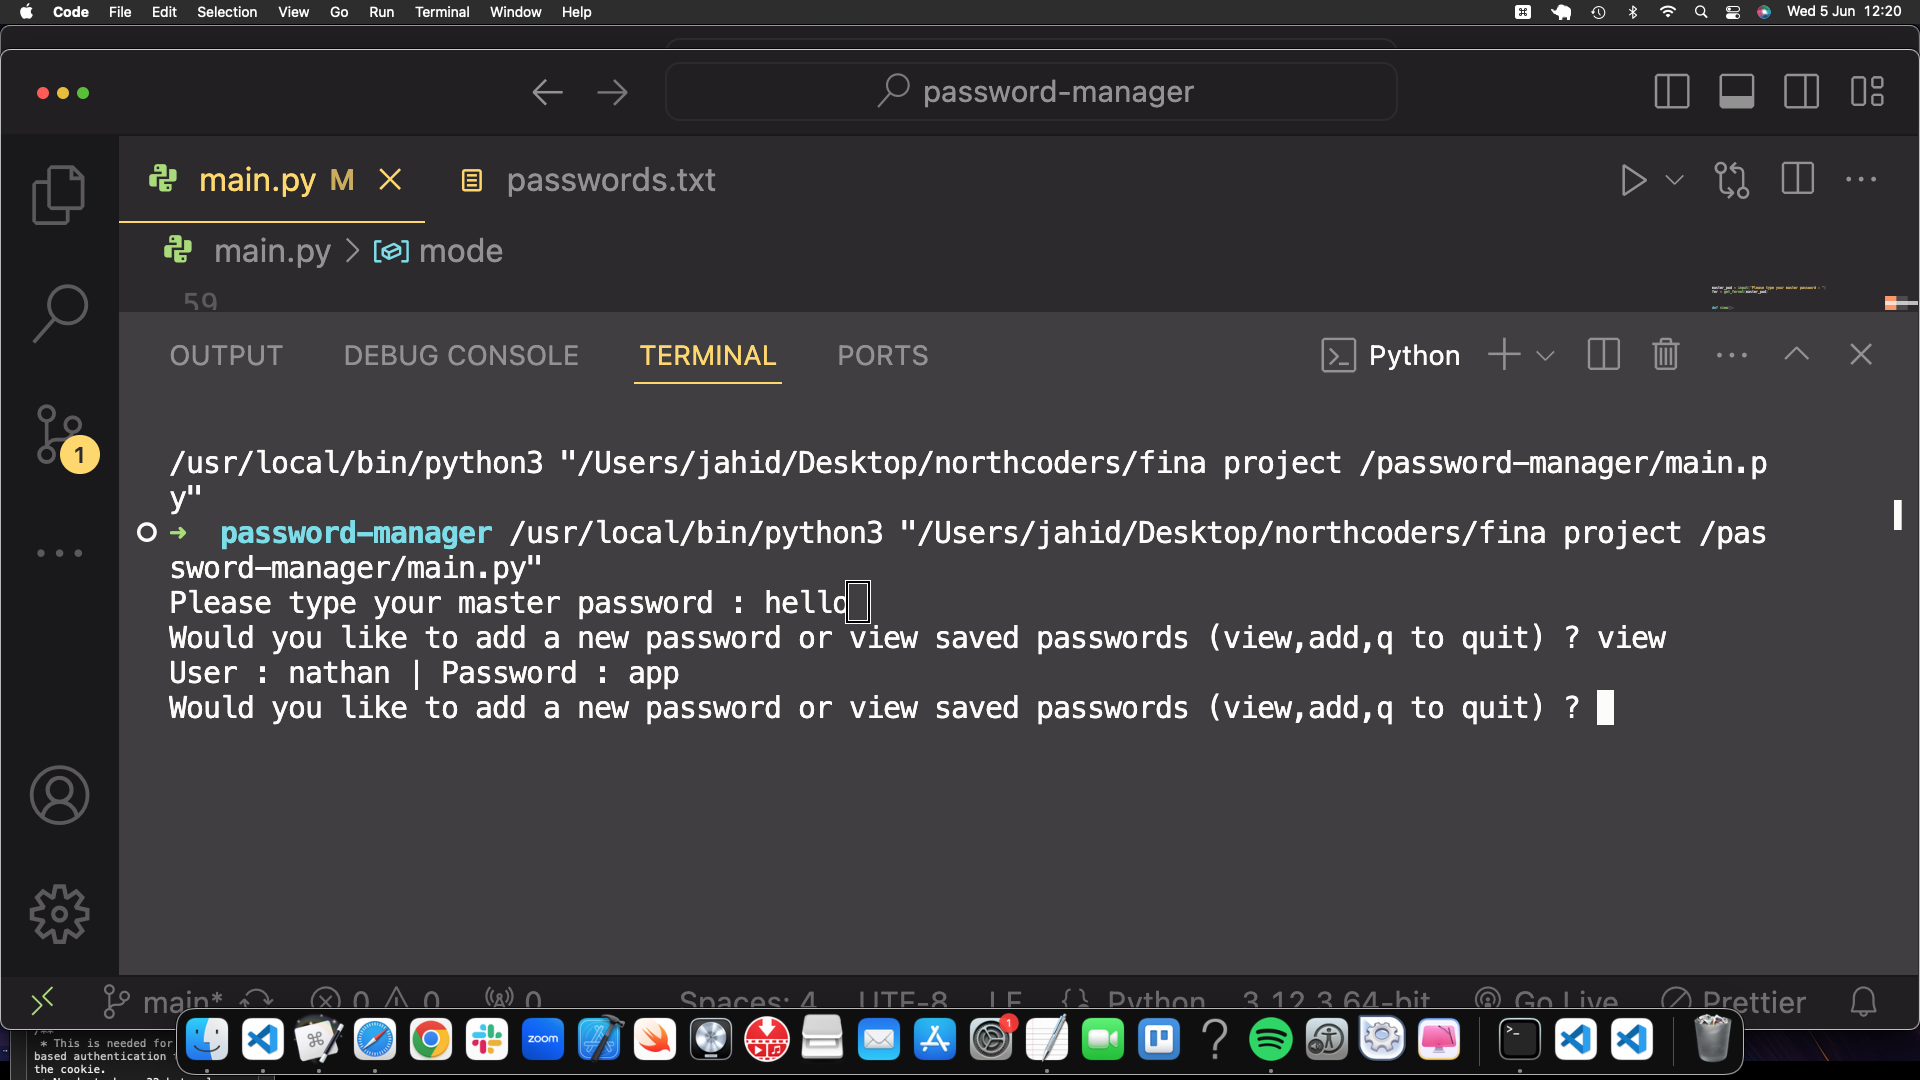 Code File Edit Selection View Go Run Terminal Window Help Wed 5 Jun 12:20
password-manager
main.py M passwords.txt
main.py > mode
59
OUTPUT DEBUG CONSOLE TERMINAL PORTS Python
/usr/local/bin/python3 "/Users/jahid/Desktop/northcoders/fina project /password-manager/main.p
y"
➜ password-manager /usr/local/bin/python3 "/Users/jahid/Desktop/northcoders/fina project /pas
sword-manager/main.py"
Please type your master password : hello
Would you like to add a new password or view saved passwords (view,add,q to quit) ? view
User : nathan | Password : app
Would you like to add a new password or view saved passwords (view,add,q to quit) ?
1
main* 0 0 0 Spaces: 4 UTF-8 LF {} Python 3.12.3 64-bit Go Live Prettier
zoom
1
* This is needed for
based authentication
the cookie.